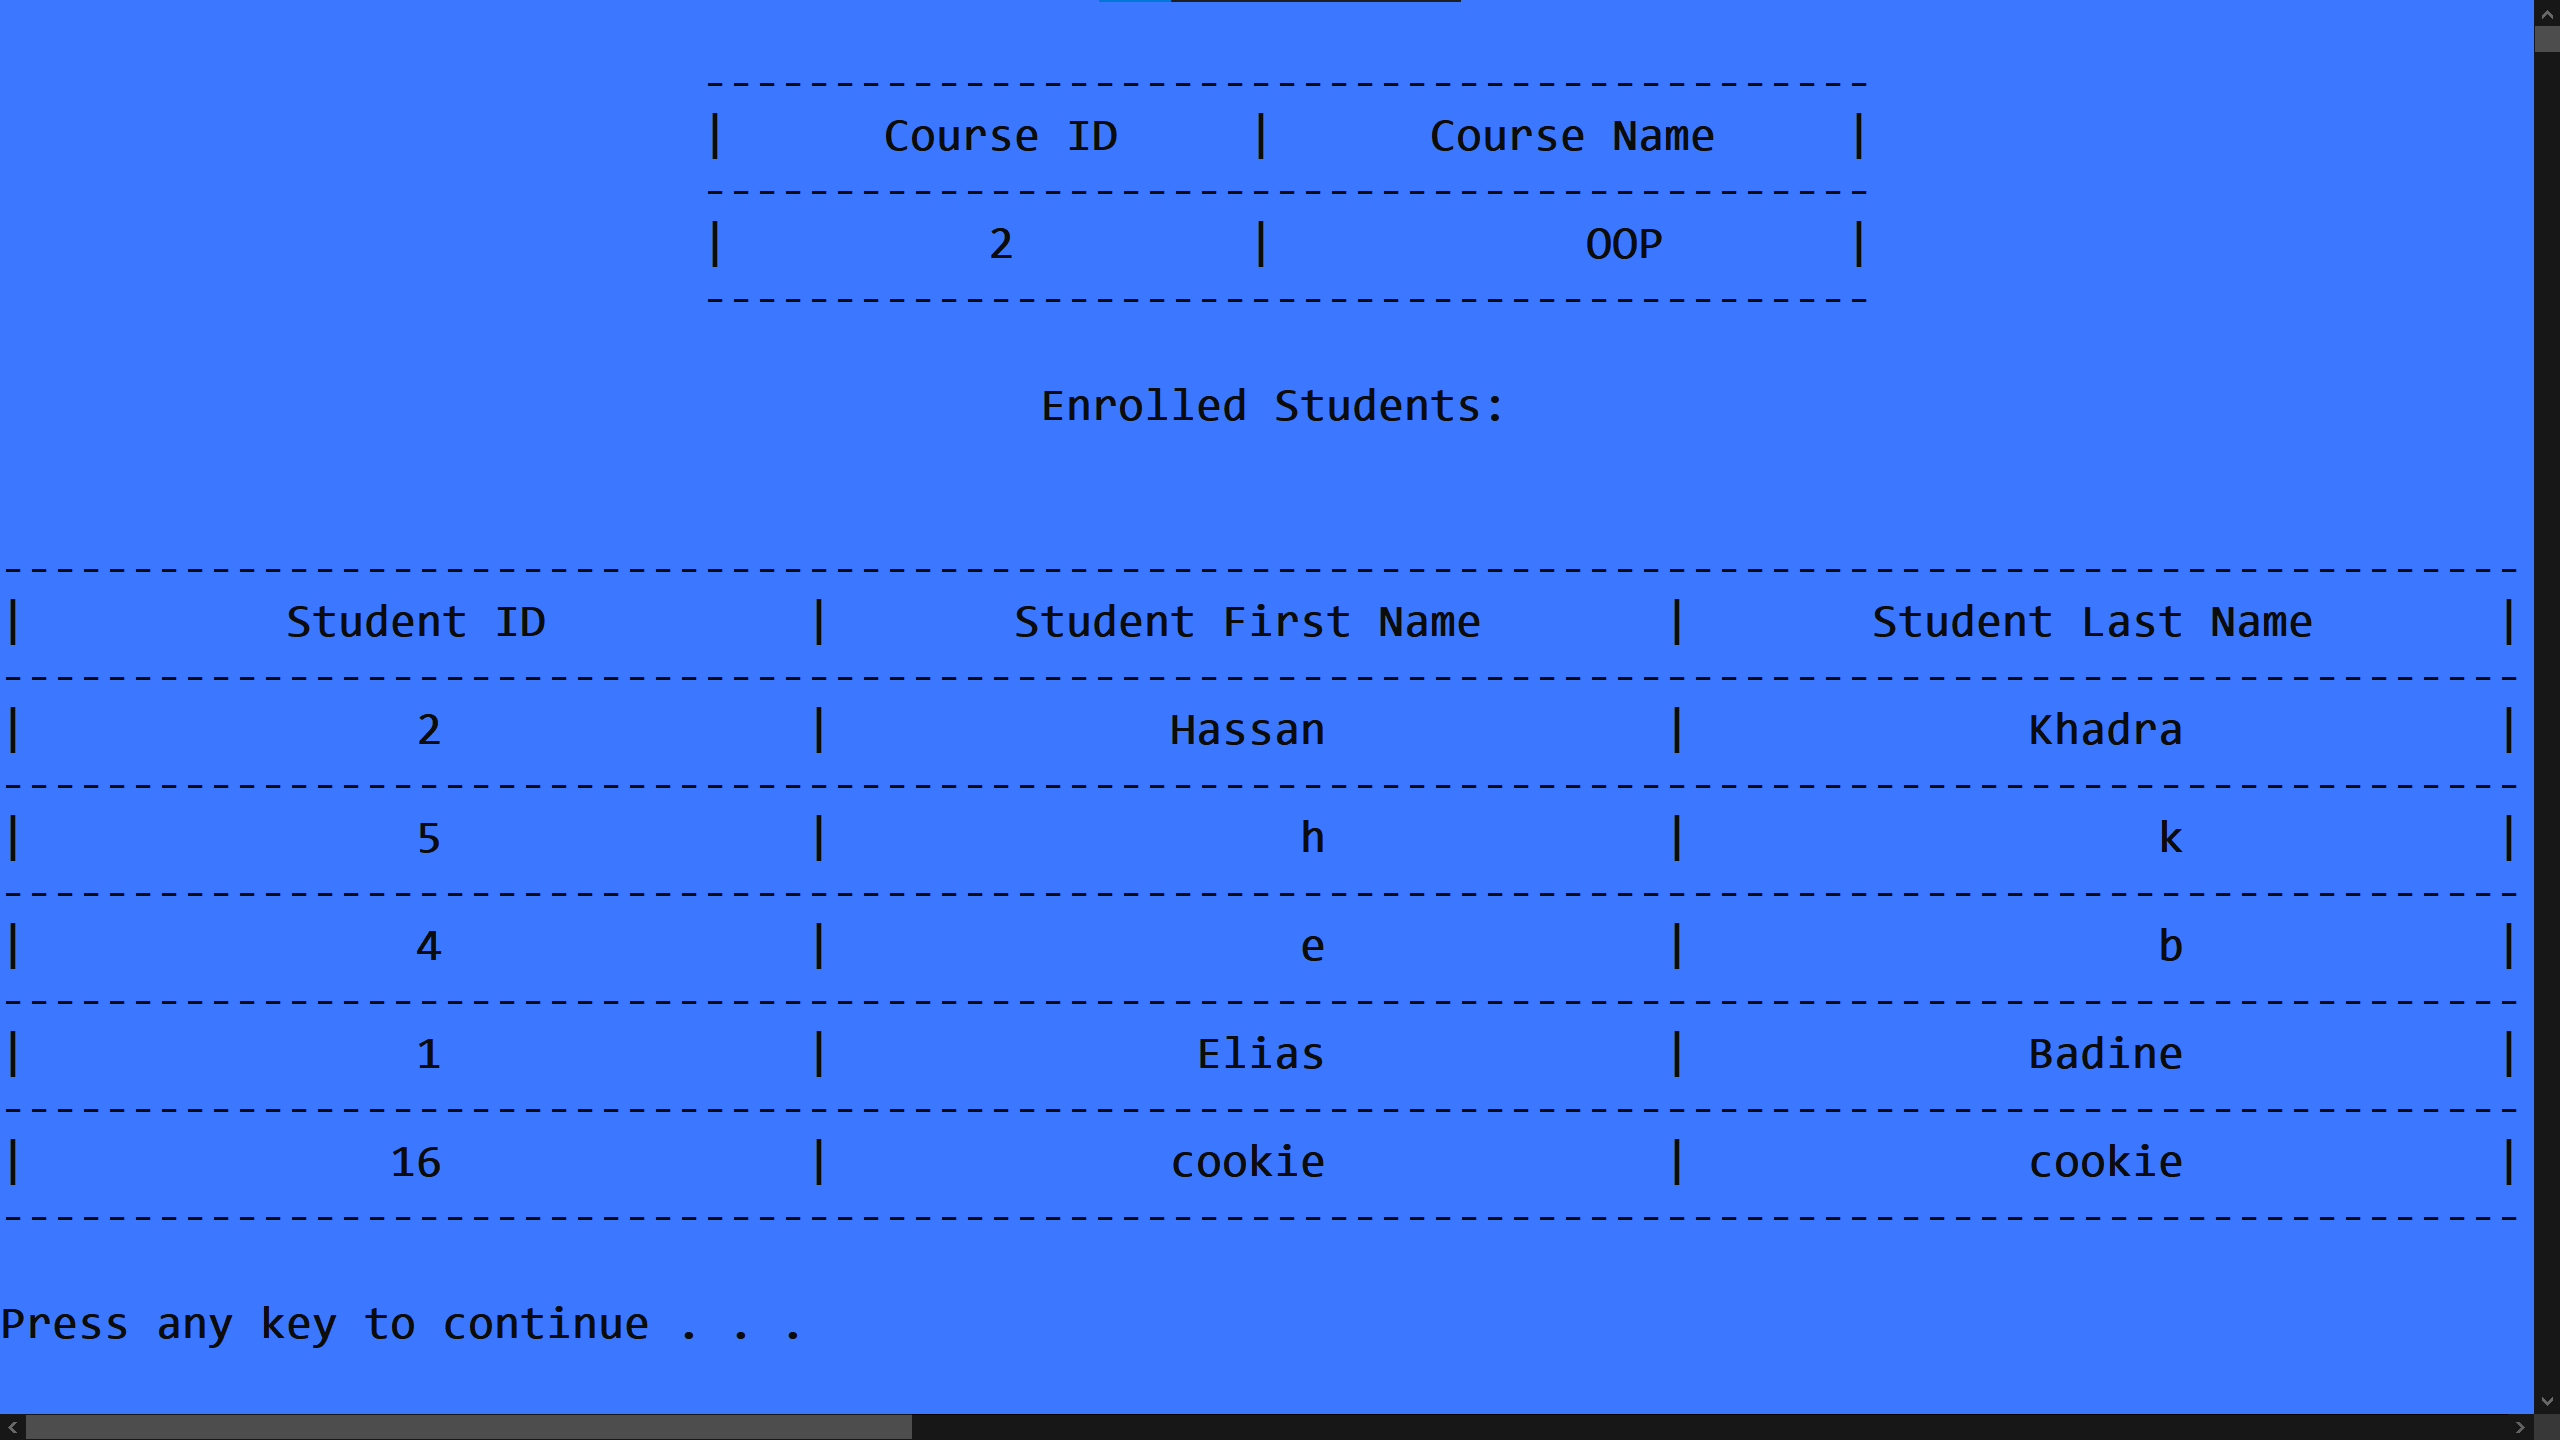 ---------------------------------------------
| Course ID | Course Name |
---------------------------------------------
| 2 | OOP |
---------------------------------------------
Enrolled Students:
-------------------------------------------------------------------------------------------------
| Student ID | Student First Name | Student Last Name |
-------------------------------------------------------------------------------------------------
| 2 | Hassan | Khadra |
-------------------------------------------------------------------------------------------------
| 5 | h | k |
-------------------------------------------------------------------------------------------------
| 4 | e | b |
-------------------------------------------------------------------------------------------------
| 1 | Elias | Badine |
-------------------------------------------------------------------------------------------------
| 16 | cookie | cookie |
-------------------------------------------------------------------------------------------------
Press any key to continue . . .